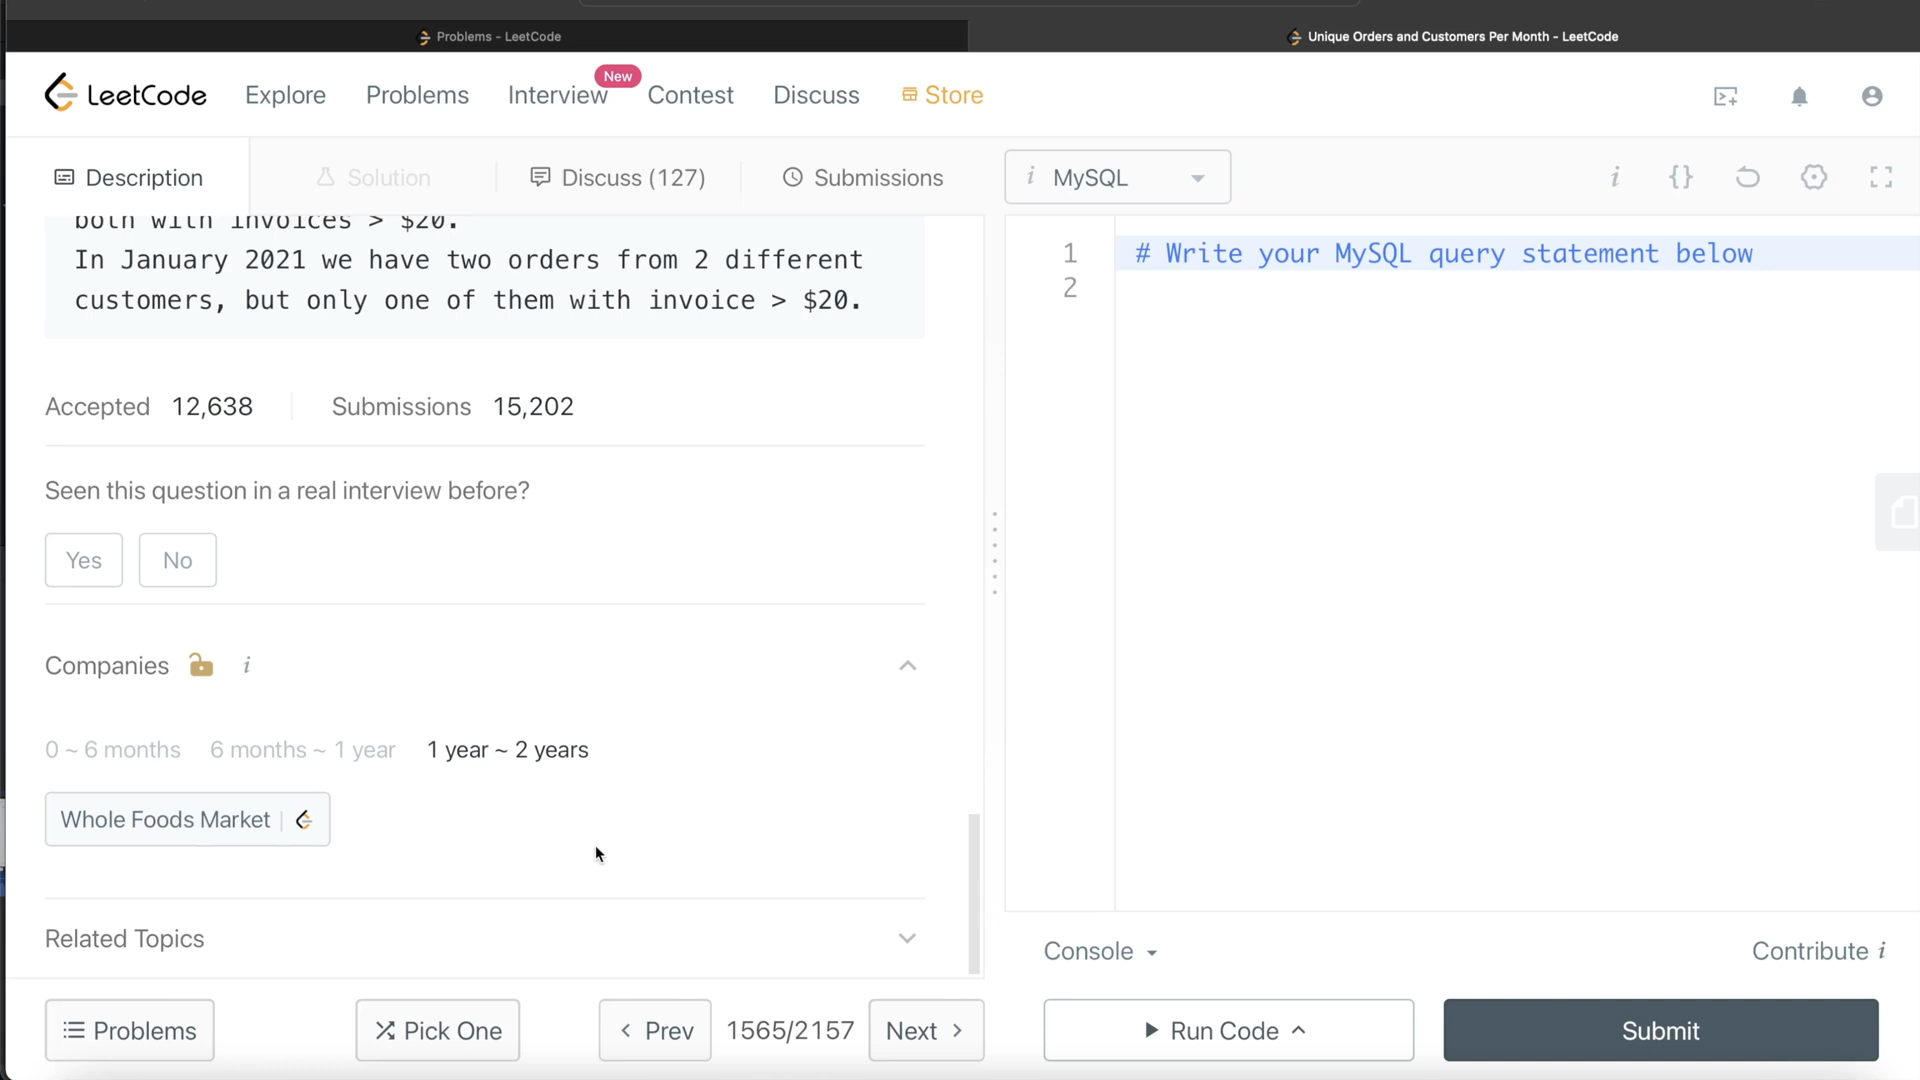 Problems - LeetCode
Unique Orders and Customers Per Month - LeetCode
LeetCode
Explore
Problems
Interview
New
Contest
Discuss
Store
Description
Solution
Discuss (127)
Submissions
i MySQL
i {}
both with invoices > $20.
In January 2021 we have two orders from 2 different
customers, but only one of them with invoice > $20.
1 # Write your MySQL query statement below
2
Accepted 12,638
Submissions 15,202
Seen this question in a real interview before?
Yes
No
Companies i
0 ~ 6 months
6 months ~ 1 year
1 year ~ 2 years
Whole Foods Market
Related Topics
Console
Contribute i
Problems
Pick One
Prev
1565/2157
Next
Run Code
Submit